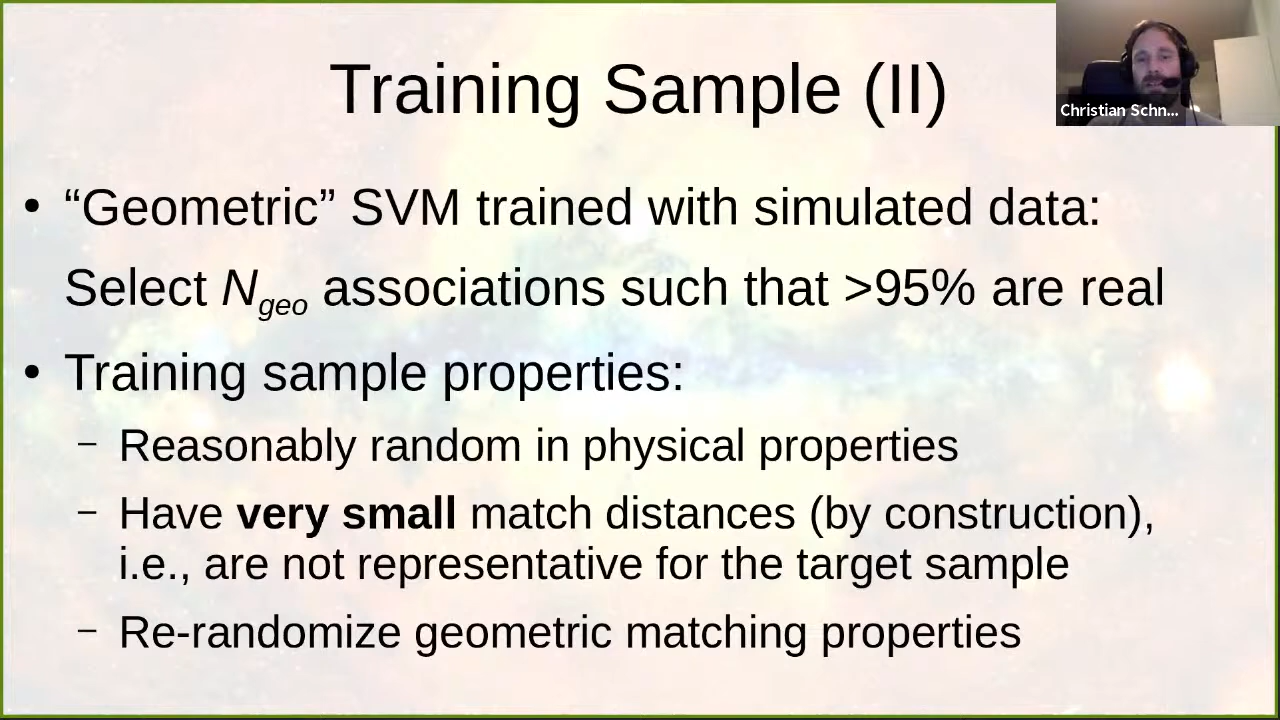 Training Sample (II)
Christian Schn...
• “Geometric” SVM trained with simulated data:
Select Ngeo associations such that >95% are real
• Training sample properties:
– Reasonably random in physical properties
– Have very small match distances (by construction),
i.e., are not representative for the target sample
– Re-randomize geometric matching properties